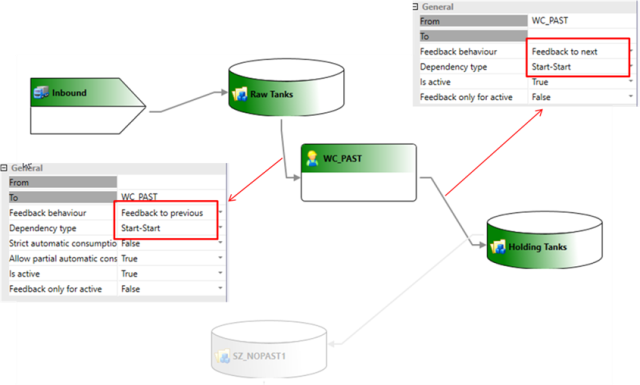 General
From WC_PAST
To
Feedback behaviour Feedback to next
Dependency type Start-Start
Is active True
Feedback only for active False
Inbound
Raw Tanks
WC_PAST
General
From
To WC_PAST
Feedback behaviour Feedback to previous
Dependency type Start-Start
Strict automatic consumptio False
Allow partial automatic cons True
Is active True
Feedback only for active False
Holding Tanks
SZ_NOPAST1